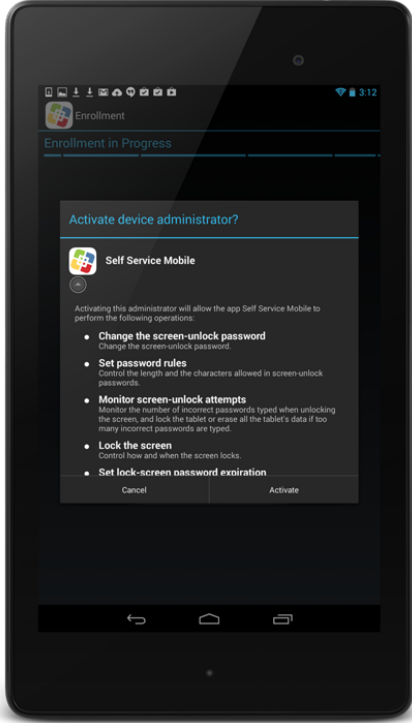 3:12
Enrollment
Enrollment in Progress
Activate device administrator?
Self Service Mobile
Activating this administrator will allow the app Self Service Mobile to
perform the following operations:
Change the screen-unlock password
Change the screen-unlock password.
Set password rules
Control the length and the characters allowed in screen-unlock
passwords.
Monitor screen-unlock attempts
Monitor the number of incorrect passwords typed when unlocking
the screen, and lock the tablet or erase all the tablet's data if too
many incorrect passwords are typed.
Lock the screen
Control how and when the screen locks.
Set lock-screen password expiration
Cancel Activate